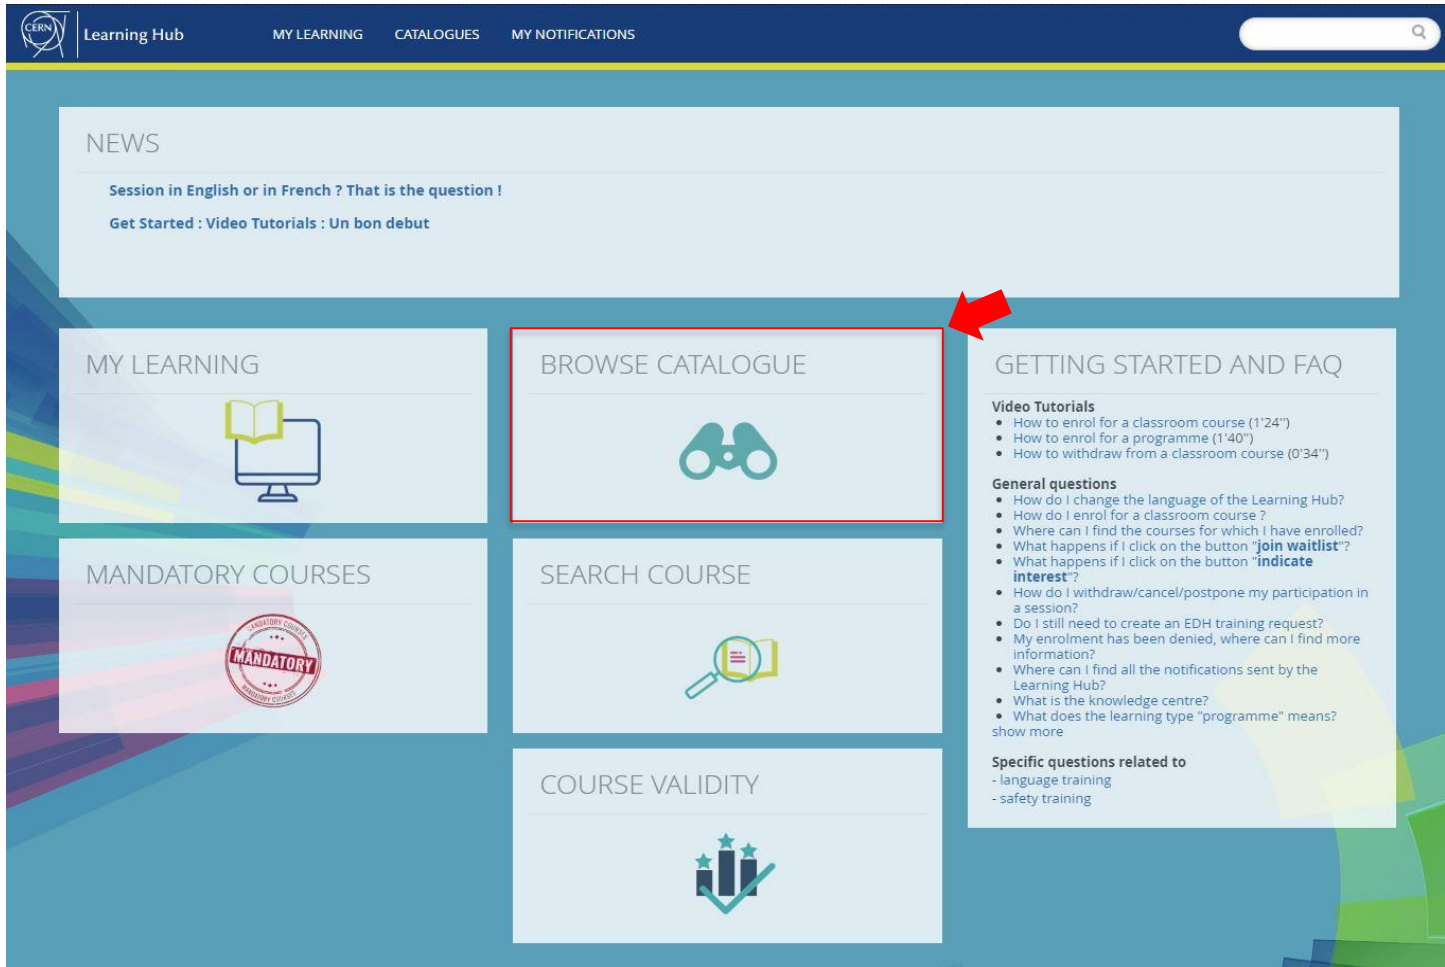 CERN
Learning Hub
MY LEARNING
CATALOGUES
MY NOTIFICATIONS
NEWS
Session in English or in French ? That is the question !
Get Started : Video Tutorials : Un bon debut
MY LEARNING
BROWSE CATALOGUE
MANDATORY COURSES
MANDATORY COURSES
MANDATORY
MANDATORY COURSES
SEARCH COURSE
COURSE VALIDITY
GETTING STARTED AND FAQ
Video Tutorials
How to enrol for a classroom course (1'24")
How to enrol for a programme (1'40")
How to withdraw from a classroom course (0'34")
General questions
How do I change the language of the Learning Hub?
How do I enrol for a classroom course ?
Where can I find the courses for which I have enrolled?
What happens if I click on the button "join waitlist"?
What happens if I click on the button "indicate
interest"?
How do I withdraw/cancel/postpone my participation in
a session?
Do I still need to create an EDH training request?
My enrolment has been denied, where can I find more
information?
Where can I find all the notifications sent by the
Learning Hub?
What is the knowledge centre?
What does the learning type "programme" means?
show more
Specific questions related to
- language training
- safety training